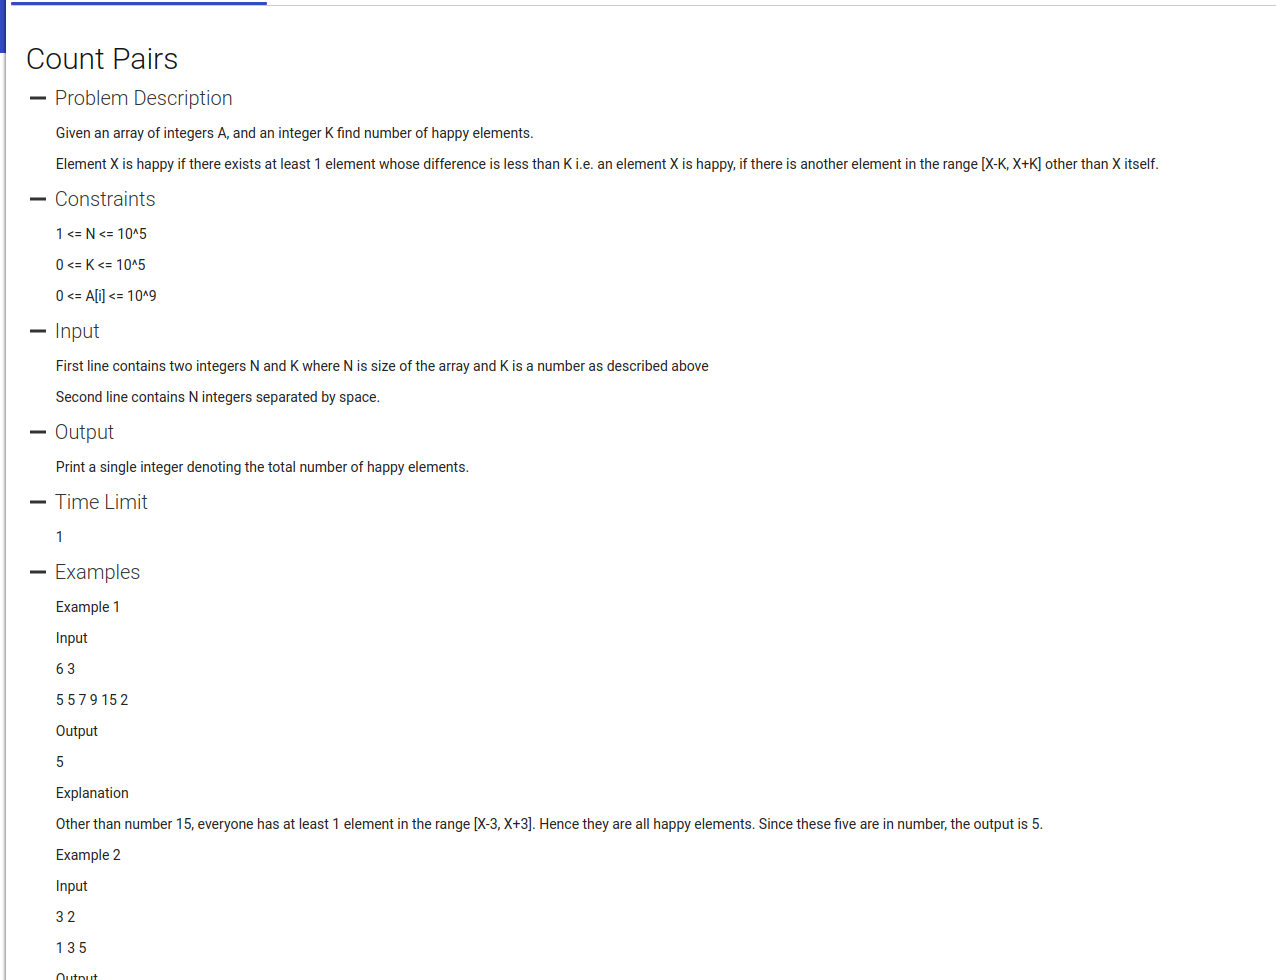 Count Pairs
Problem Description
Given an array of integers A, and an integer K find number of happy elements.
Element X is happy if there exists at least 1 element whose difference is less than K i.e. an element X is happy, if there is another element in the range [X-K, X+K] other than X itself.
Constraints
1 <= N <= 10^5
0 <= K <= 10^5
0 <= A[i] <= 10^9
Input
First line contains two integers N and K where N is size of the array and K is a number as described above
Second line contains N integers separated by space.
Output
Print a single integer denoting the total number of happy elements.
Time Limit
1
Examples
Example 1
Input
6 3
5 5 7 9 15 2
Output
5
Explanation
Other than number 15, everyone has at least 1 element in the range [X-3, X+3]. Hence they are all happy elements. Since these five are in number, the output is 5.
Example 2
Input
3 2
1 3 5
Output